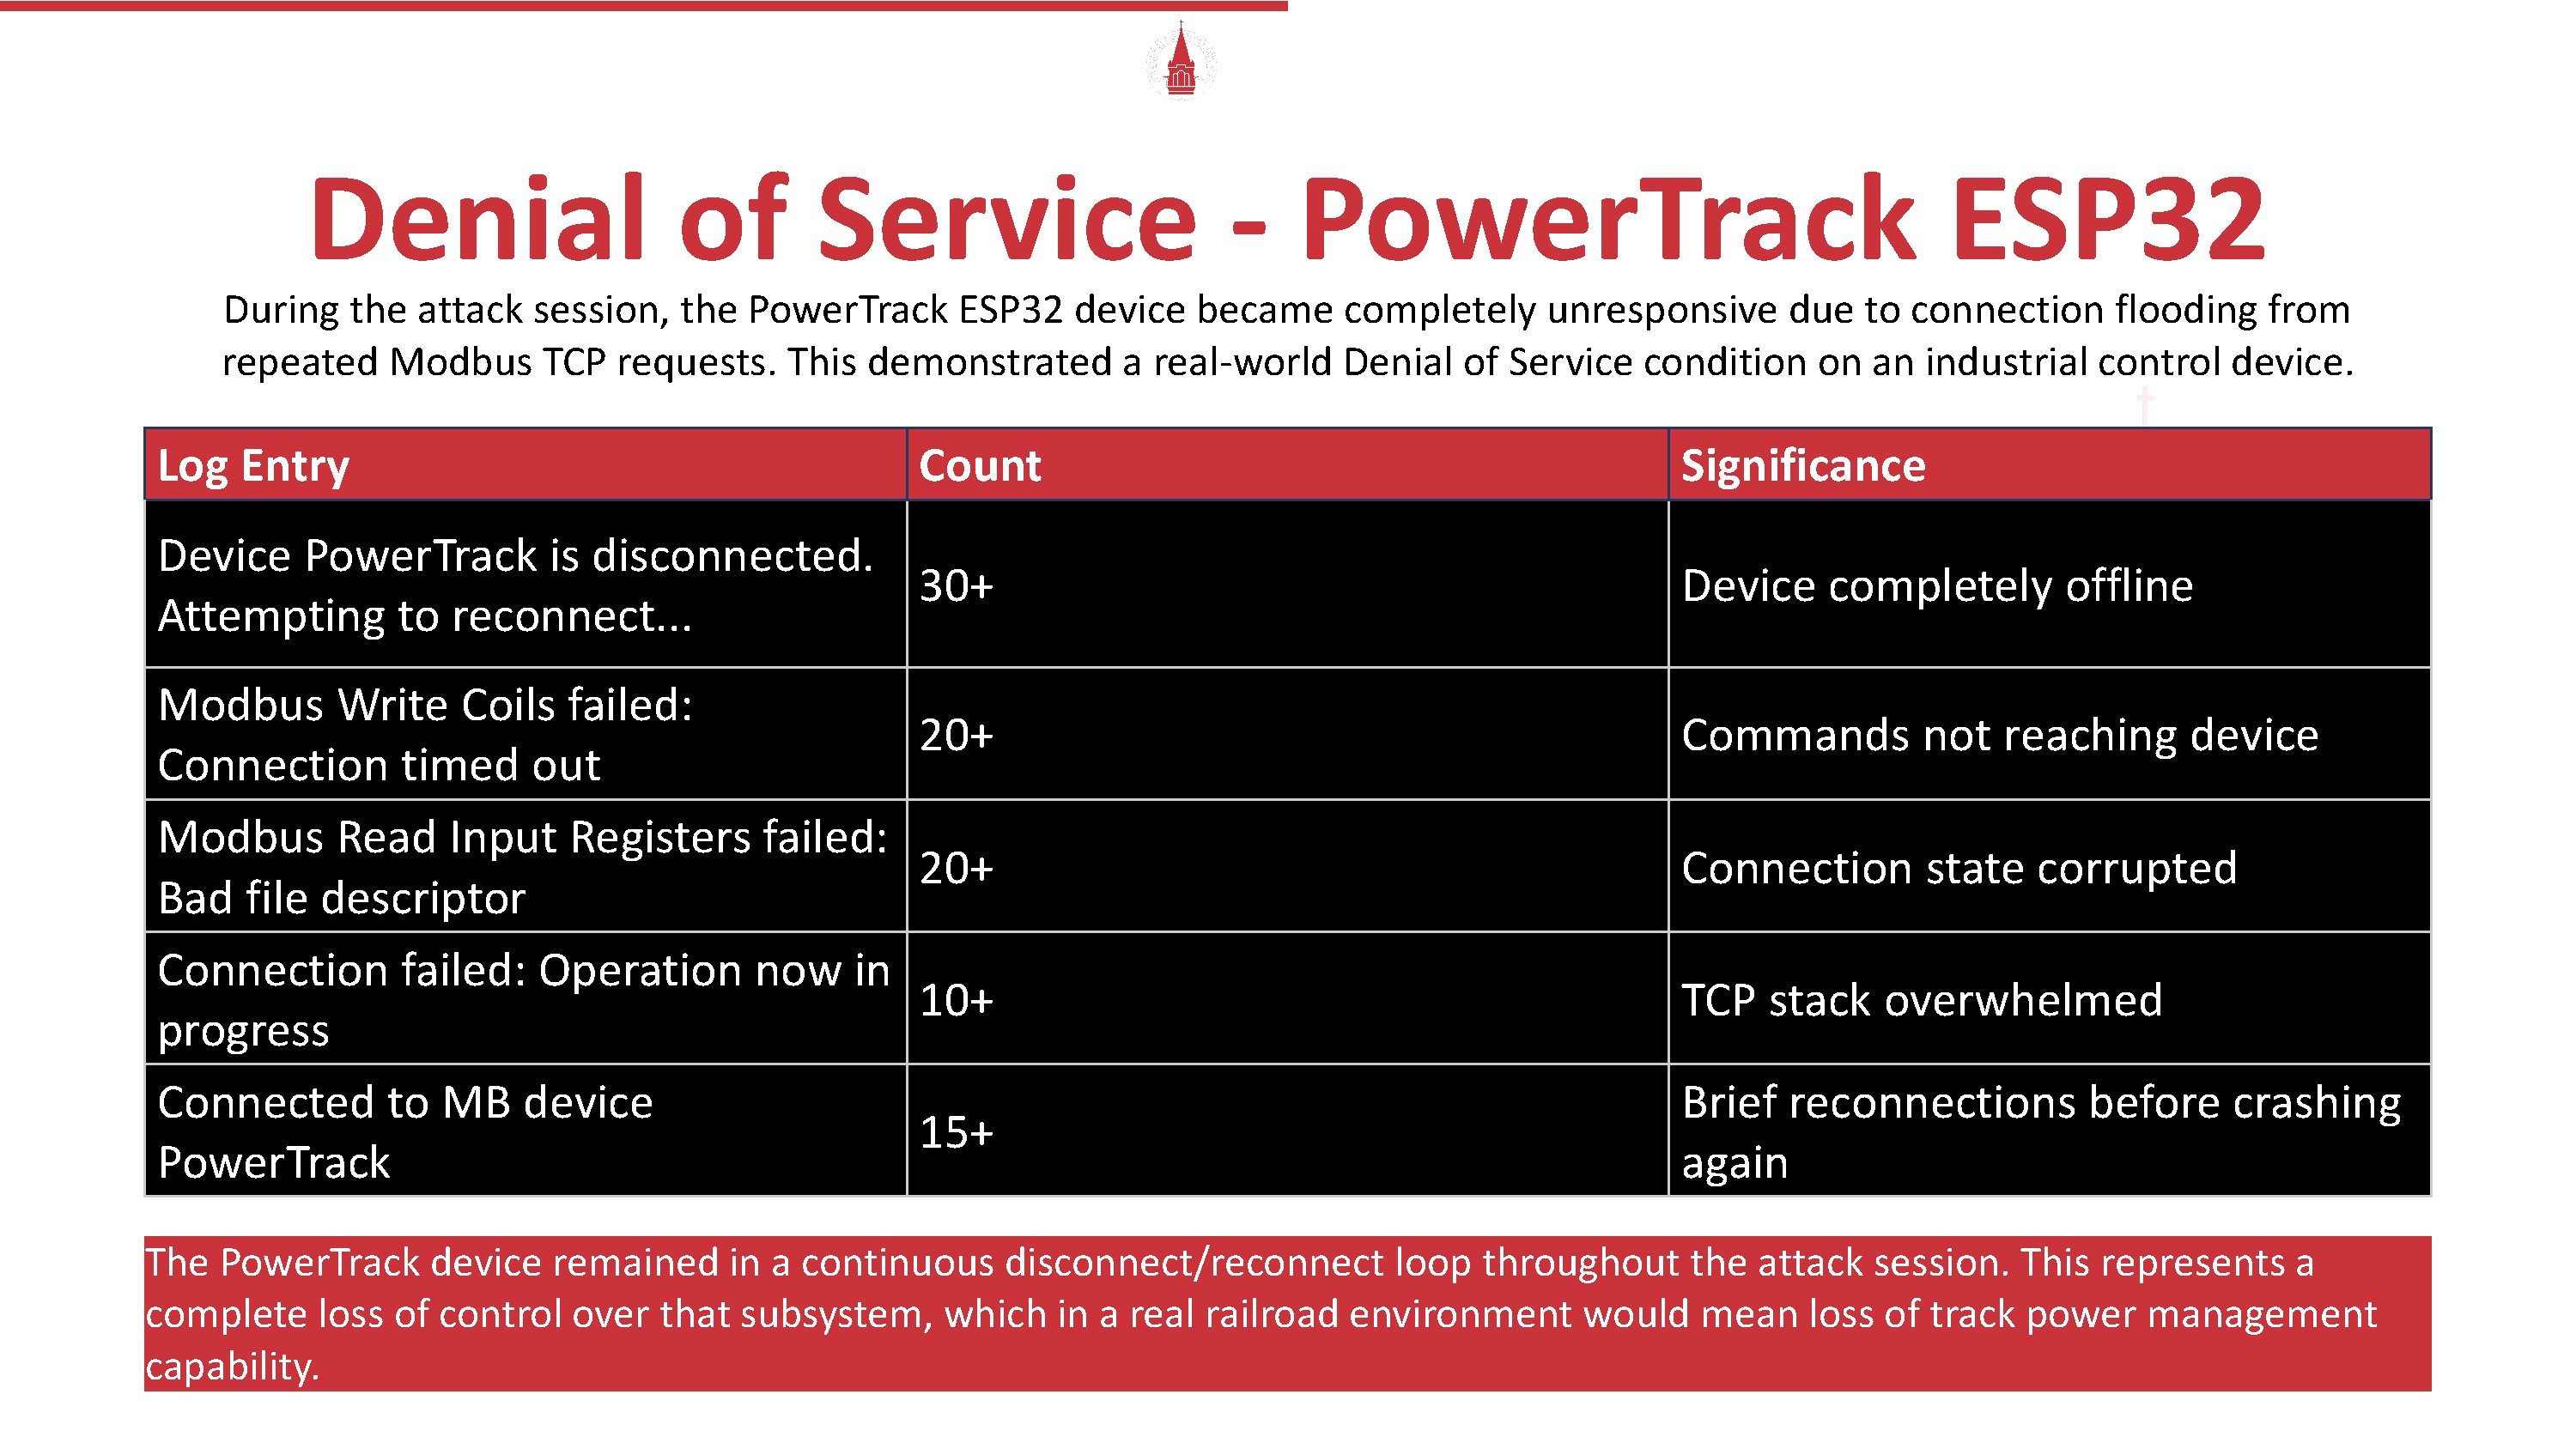 Denial of Service - PowerTrack ESP32
During the attack session, the PowerTrack ESP32 device became completely unresponsive due to connection flooding from
repeated Modbus TCP requests. This demonstrated a real-world Denial of Service condition on an industrial control device.
Log Entry
Count
Significance
Device PowerTrack is disconnected.
Attempting to reconnect...
30+
Device completely offline
Modbus Write Coils failed:
Connection timed out
20+
Commands not reaching device
Modbus Read Input Registers failed:
Bad file descriptor
20+
Connection state corrupted
Connection failed: Operation now in
progress
10+
TCP stack overwhelmed
Connected to MB device
PowerTrack
15+
Brief reconnections before crashing
again
The PowerTrack device remained in a continuous disconnect/reconnect loop throughout the attack session. This represents a
complete loss of control over that subsystem, which in a real railroad environment would mean loss of track power management
capability.